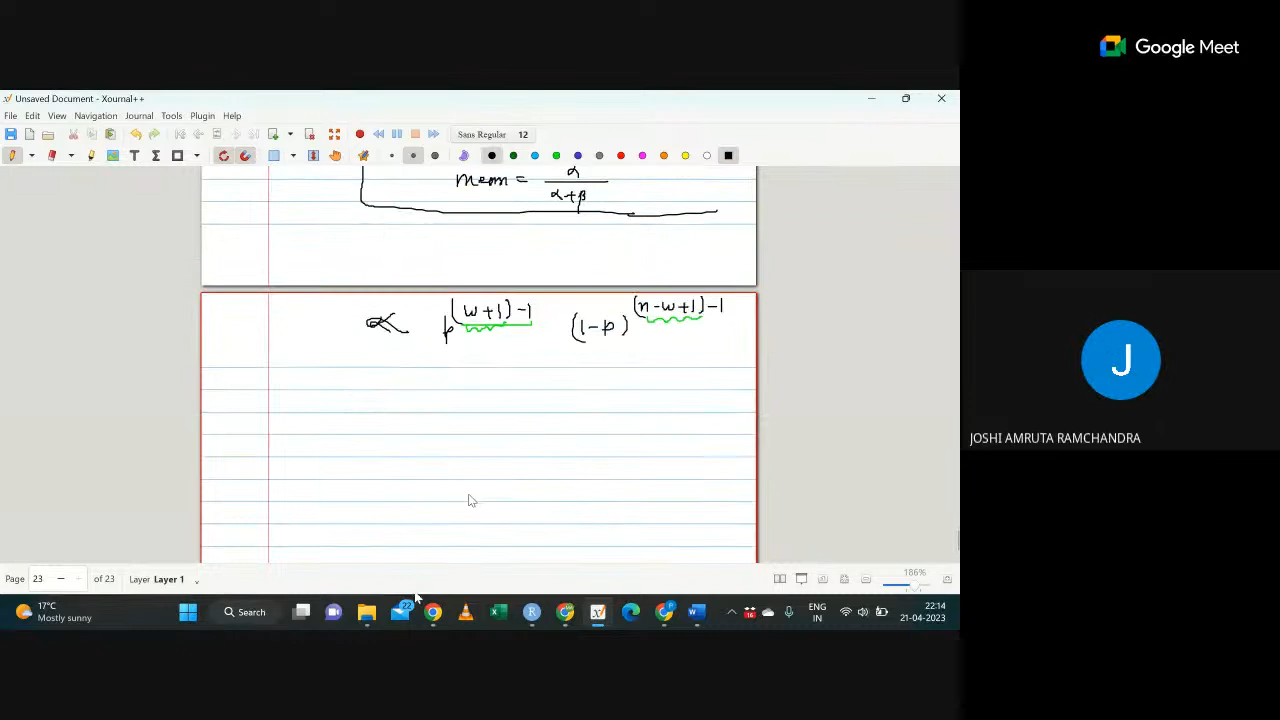 Google Meet
Unsaved Document - Xournal++
File Edit View Navigation Journal Tools Plugin Help
Sans Regular 12
mean = α / α+β
∝ p^((w+1)-1) (1-p)^((n-w+1)-1)
J
JOSHI AMRUTA RAMCHANDRA
Page 23 of 23 Layer Layer 1
186%
17°C
Mostly sunny
Search
22
16
ENG
IN
22:14
21-04-2023